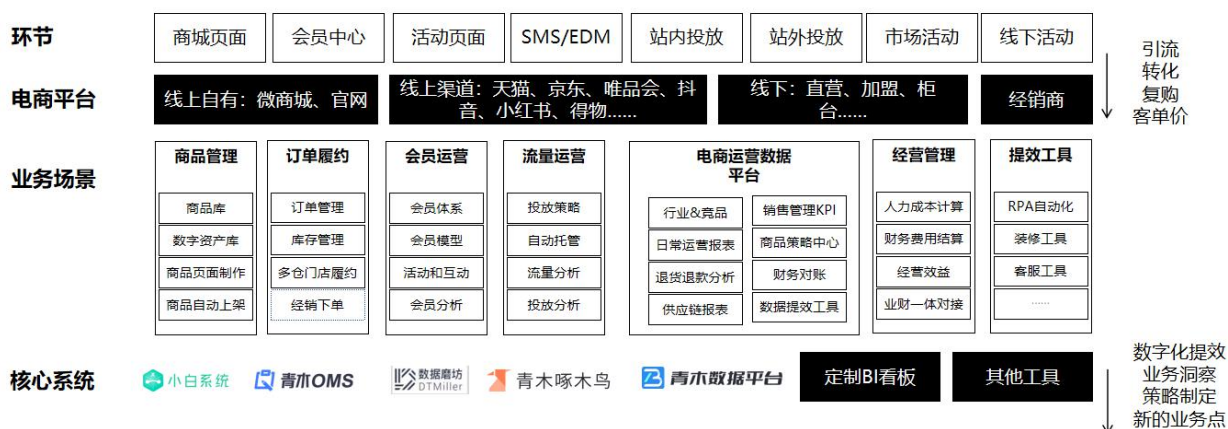 环节
商城页面
会员中心
活动页面
SMS/EDM
站内投放
站外投放
市场活动
线下活动
引流
转化
复购
客单价
电商平台
线上自有：微商城、官网
线上渠道：天猫、京东、唯品会、抖
音、小红书、得物......
线下：直营、加盟、柜
台......
经销商
业务场景
商品管理
商品库
数字资产库
商品页面制作
商品自动上架
订单履约
订单管理
库存管理
多仓门店履约
经销下单
会员运营
会员体系
会员模型
活动和互动
会员分析
流量运营
投放策略
自动托管
流量分析
投放分析
电商运营数据
平台
行业&竞品
销售管理KPI
日常运营报表
商品策略中心
退货退款分析
财务对账
供应链报表
数据提效工具
经营管理
人力成本计算
财务费用结算
经营效益
业财一体对接
提效工具
RPA自动化
装修工具
客服工具
......
核心系统
小白系统
青木OMS
数据磨坊
DTMiller
青木啄木鸟
青木数据平台
定制BI看板
其他工具
数字化提效
业务洞察
策略制定
新的业务点